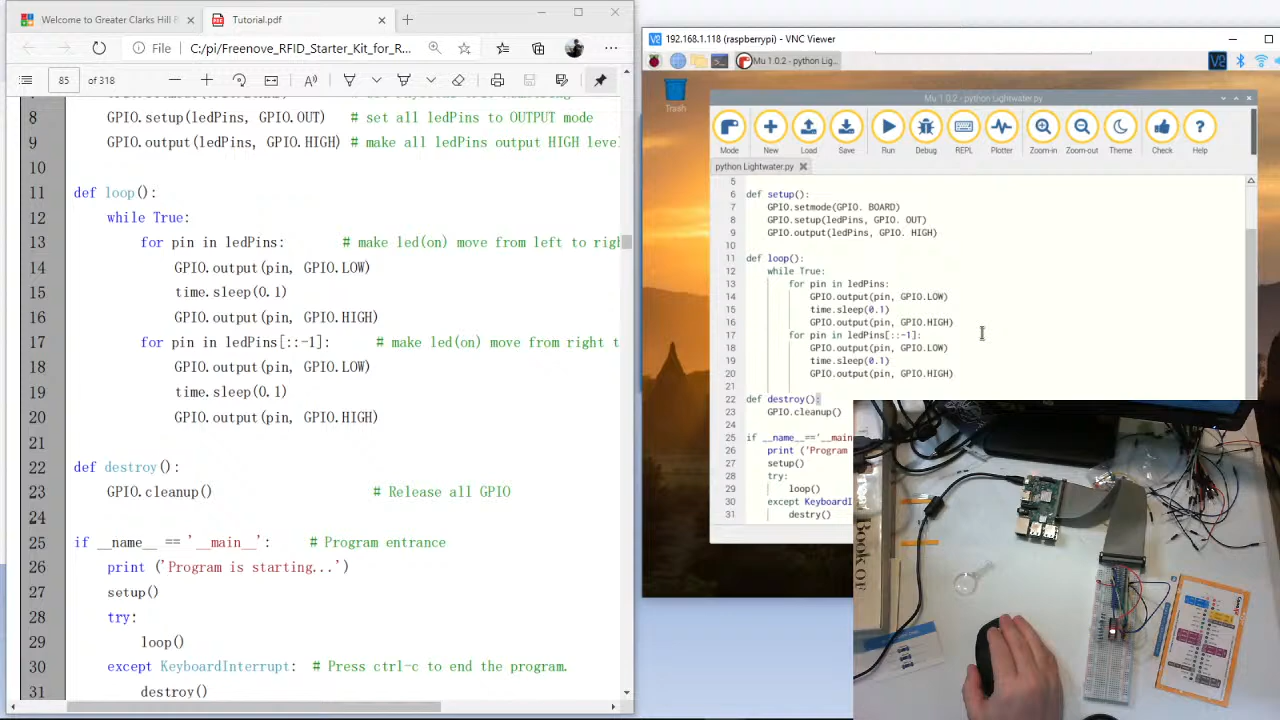 Welcome to Greater Clarks Hill
Tutorial.pdf
File
C:/pi/Freenove_RFID_Starter_Kit_for_R...
85 of 318
8 GPIO.setup(ledPins, GPIO.OUT) # set all ledPins to OUTPUT mode
9 GPIO.output(ledPins, GPIO.HIGH) # make all ledPins output HIGH leve
10
11 def loop():
12 while True:
13 for pin in ledPins: # make led(on) move from left to righ
14 GPIO.output(pin, GPIO.LOW)
15 time.sleep(0.1)
16 GPIO.output(pin, GPIO.HIGH)
17 for pin in ledPins[::-1]: # make led(on) move from right t
18 GPIO.output(pin, GPIO.LOW)
19 time.sleep(0.1)
20 GPIO.output(pin, GPIO.HIGH)
21
22 def destroy():
23 GPIO.cleanup() # Release all GPIO
24
25 if __name__ == '__main__': # Program entrance
26 print ('Program is starting...')
27 setup()
28 try:
29 loop()
30 except KeyboardInterrupt: # Press ctrl-c to end the program.
31 destroy()
192.168.1.118 (raspberrypi) - VNC Viewer
Mu 1.0.2 - python Lig...
Trash
Mu 1.0.2 - python Lightwater.py
Mode New Load Save Run Debug REPL Plotter Zoom-in Zoom-out Theme Check Help
python Lightwater.py
5
6 def setup():
7 GPIO.setmode(GPIO. BOARD)
8 GPIO.setup(ledPins, GPIO. OUT)
9 GPIO.output(ledPins, GPIO. HIGH)
10
11 def loop():
12 while True:
13 for pin in ledPins:
14 GPIO.output(pin, GPIO.LOW)
15 time.sleep(0.1)
16 GPIO.output(pin, GPIO.HIGH)
17 for pin in ledPins[::-1]:
18 GPIO.output(pin, GPIO.LOW)
19 time.sleep(0.1)
20 GPIO.output(pin, GPIO.HIGH)
21
22 def destroy():
23 GPIO.cleanup()
24
25 if __name__=='__main
26 print ('Program
27 setup()
28 try:
29 loop()
30 except KeyboardI
31 destry()
Book OF